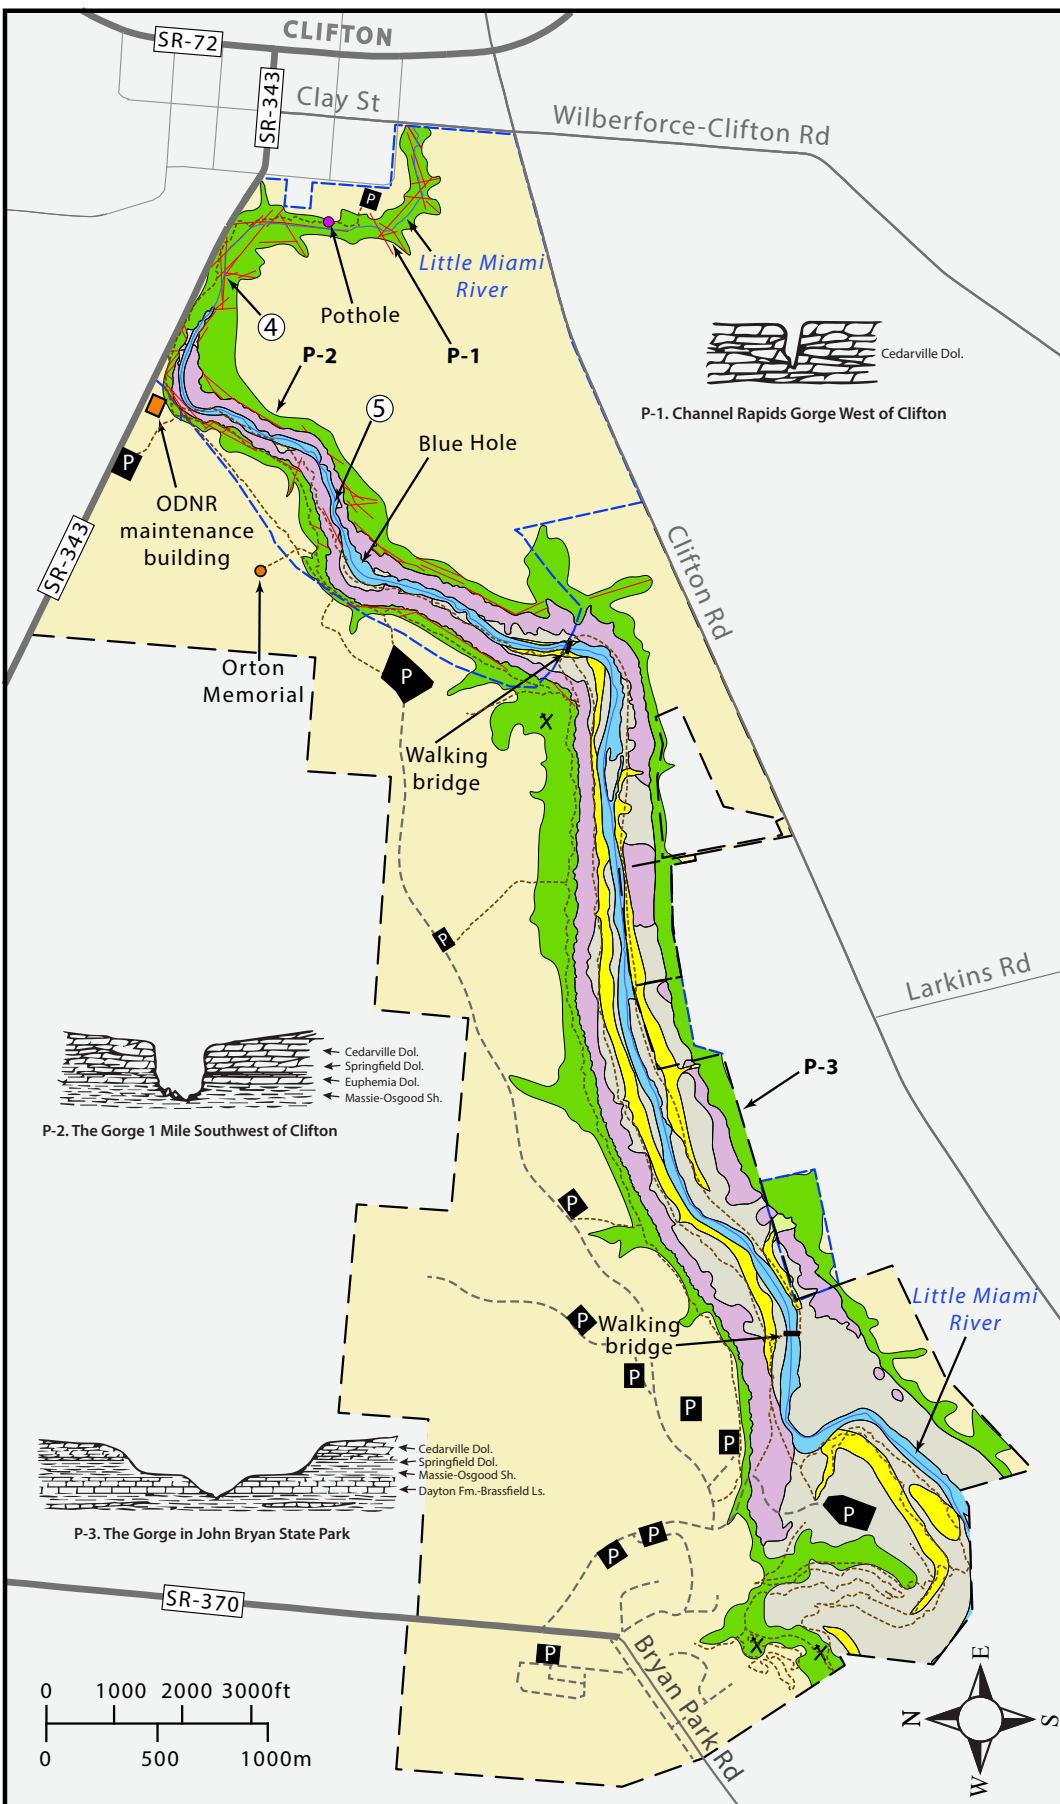 CLIFTON
SR-72
SR-343
Clay St
Wilberforce-Clifton Rd
P
Little Miami
River
Pothole
4
P-2
P-1
Cedarville Dol.
P-1. Channel Rapids Gorge West of Clifton
5
Blue Hole
P
ODNR
maintenance
building
SR-343
Clifton Rd
Orton
Memorial
P
Walking
bridge
P
Larkins Rd
P-3
Cedarville Dol.
Springfield Dol.
Euphemia Dol.
Massie-Osgood Sh.
P-2. The Gorge 1 Mile Southwest of Clifton
P
Little Miami
River
P
Walking
bridge
P
P
P
Cedarville Dol.
Springfield Dol.
Massie-Osgood Sh.
Dayton Fm.-Brassfield Ls.
P-3. The Gorge in John Bryan State Park
P
P
P
SR-370
P
Bryan Park Rd
0 1000 2000 3000ft
0 500 1000m
E
N
S
W